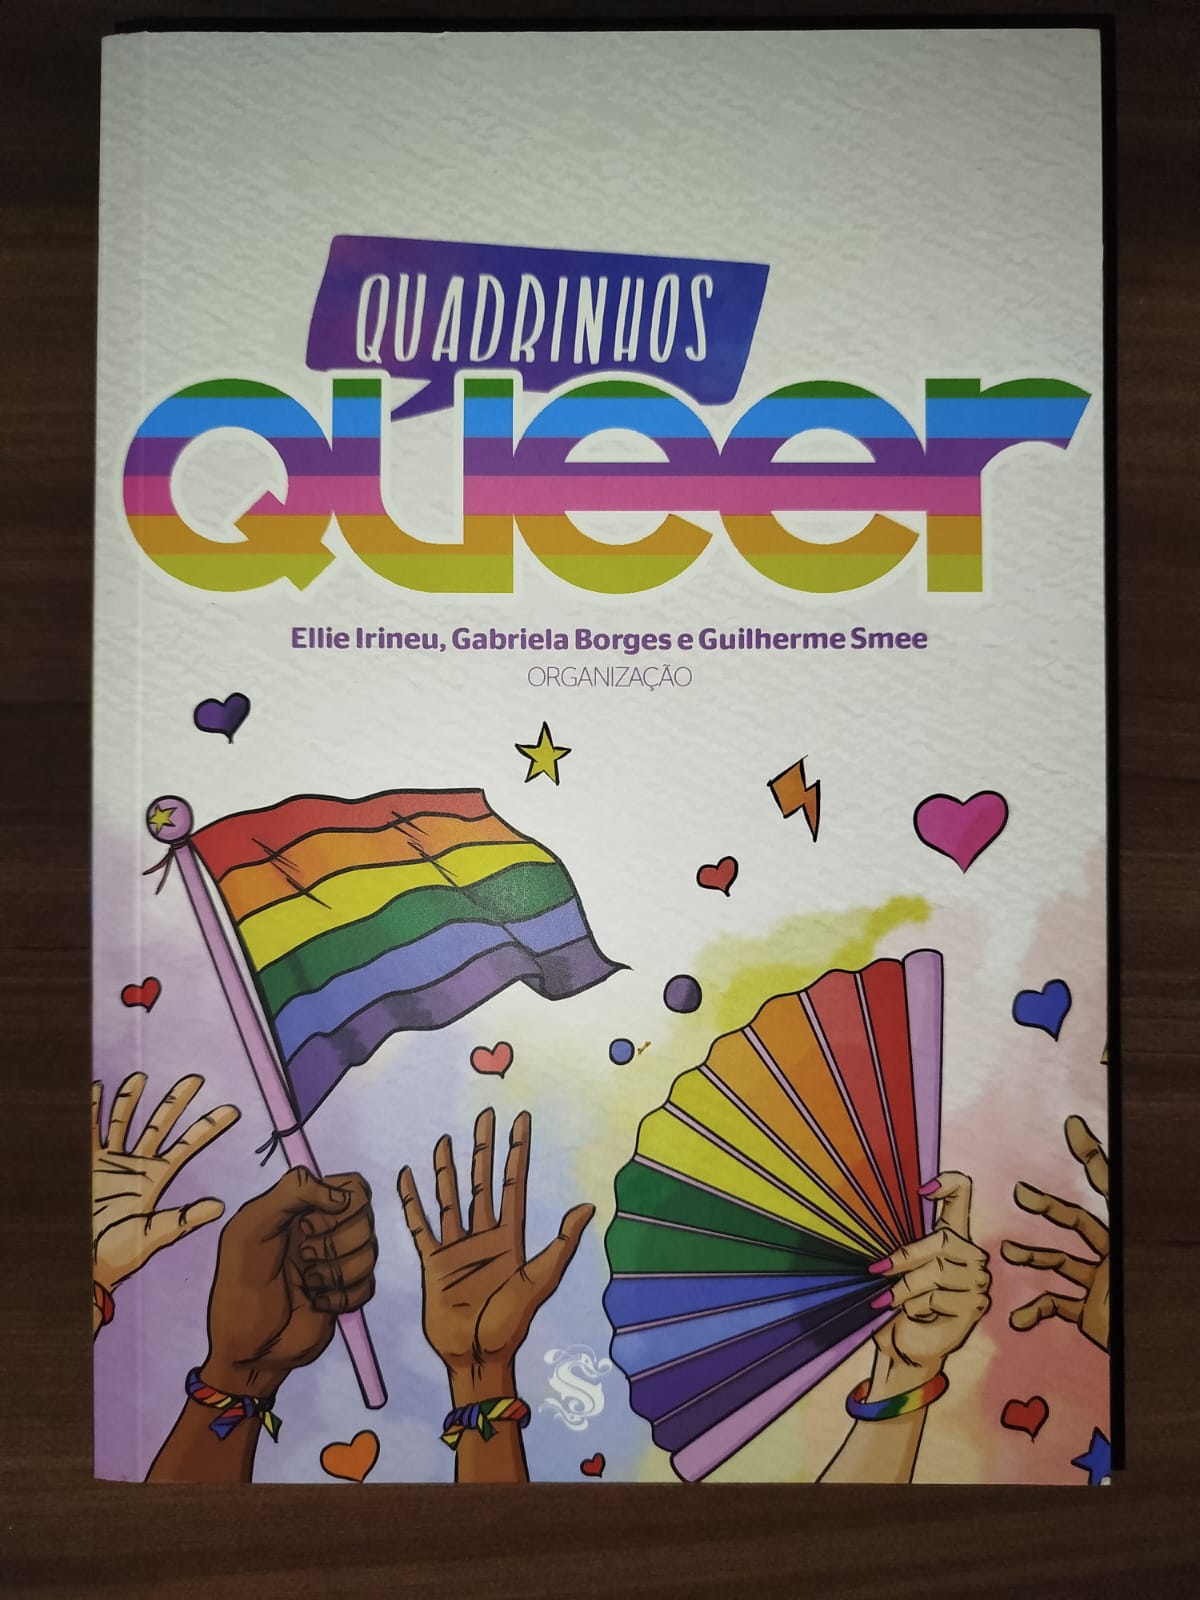 QUADRINHOS
queer
Ellie Irineu, Gabriela Borges e Guilherme Smee
ORGANIZAÇÃO
S